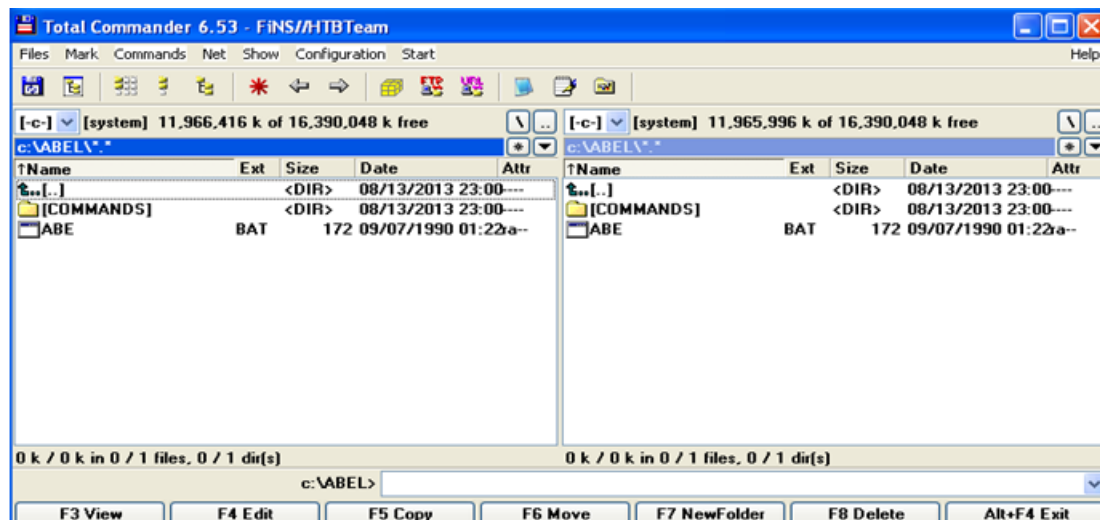 Total Commander 6.53 - FiNS//HTBTeam
Files Mark Commands Net Show Configuration Start Help
[-c-] [system] 11,966,416 k of 16,390,048 k free \ .. [-c-] [system] 11,965,996 k of 16,390,048 k free \ ..
c:\ABEL\*.* * c:\ABEL\*.* *
↑Name Ext Size Date Attr ↑Name Ext Size Date Attr
[..] <DIR> 08/13/2013 23:00---- [..] <DIR> 08/13/2013 23:00----
[COMMANDS] <DIR> 08/13/2013 23:00---- [COMMANDS] <DIR> 08/13/2013 23:00----
ABE BAT 172 09/07/1990 01:22ra-- ABE BAT 172 09/07/1990 01:22ra--
0 k / 0 k in 0 / 1 files, 0 / 1 dir(s) 0 k / 0 k in 0 / 1 files, 0 / 1 dir(s)
c:\ABEL>
F3 View F4 Edit F5 Copy F6 Move F7 NewFolder F8 Delete Alt+F4 Exit